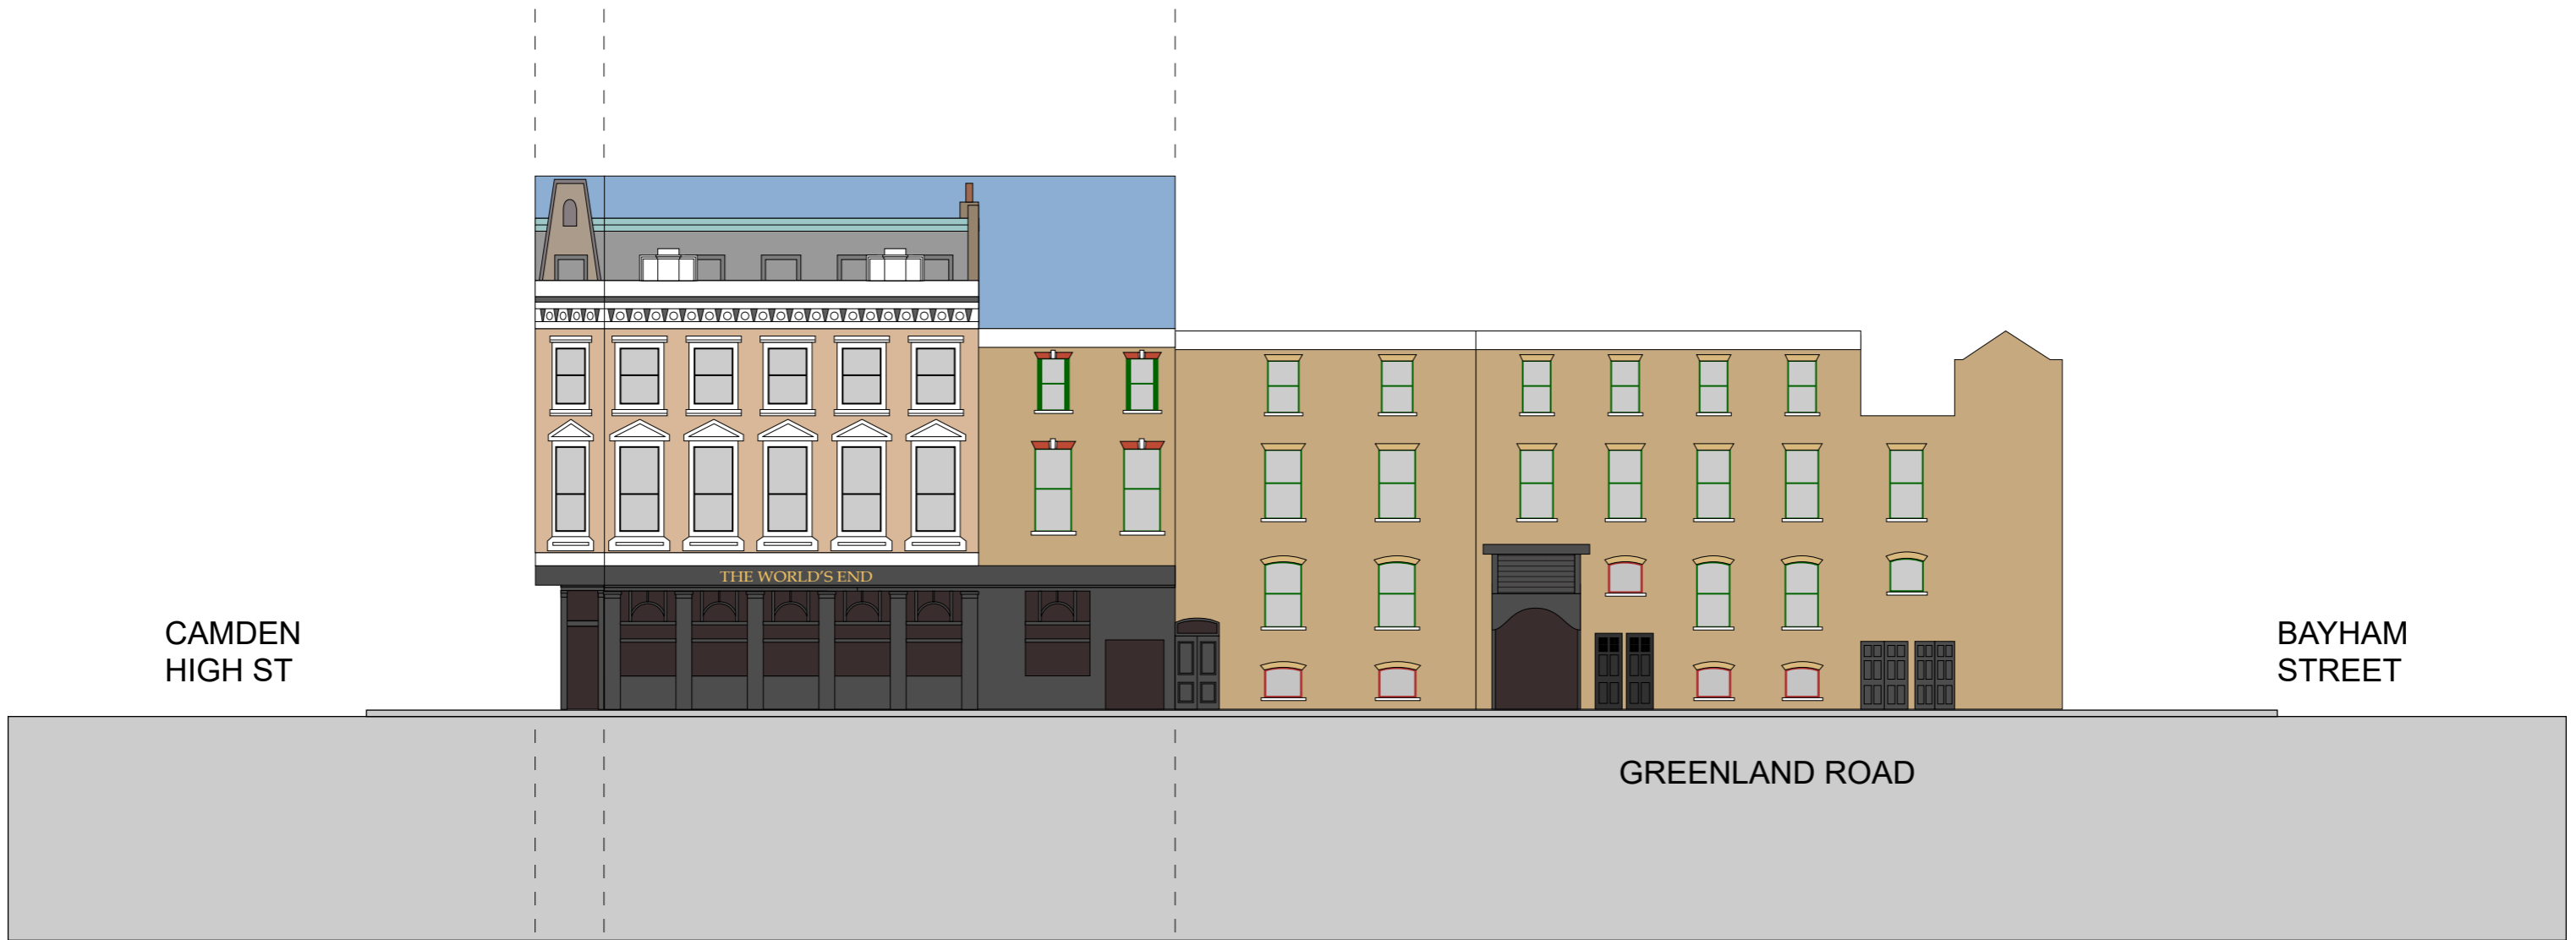 THE WORLD'S END
CAMDEN
HIGH ST
BAYHAM
STREET
GREENLAND ROAD